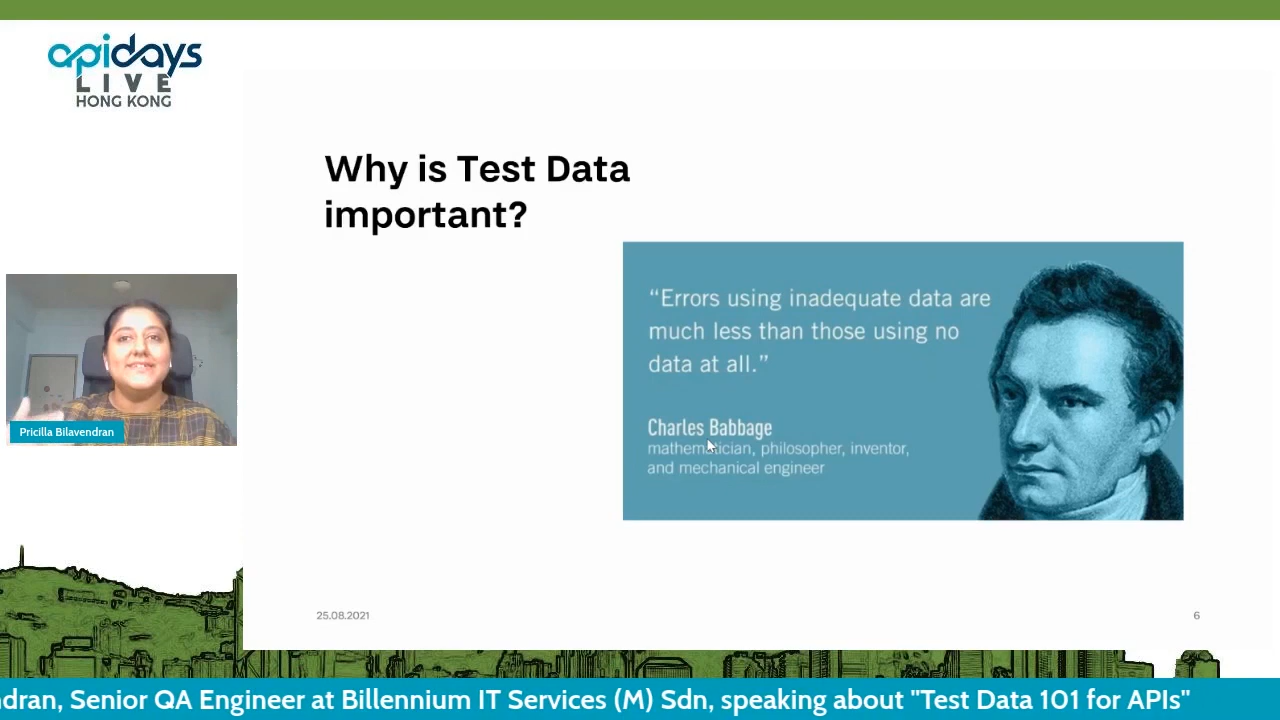 apidays
LIVE
HONG KONG
Why is Test Data
important?
“Errors using inadequate data are
much less than those using no
data at all.”
Charles Babbage
mathematician, philosopher, inventor,
and mechanical engineer
Pricilla Bilavendran
25.08.2021
6
ndran, Senior QA Engineer at Billennium IT Services (M) Sdn, speaking about "Test Data 101 for APIs"